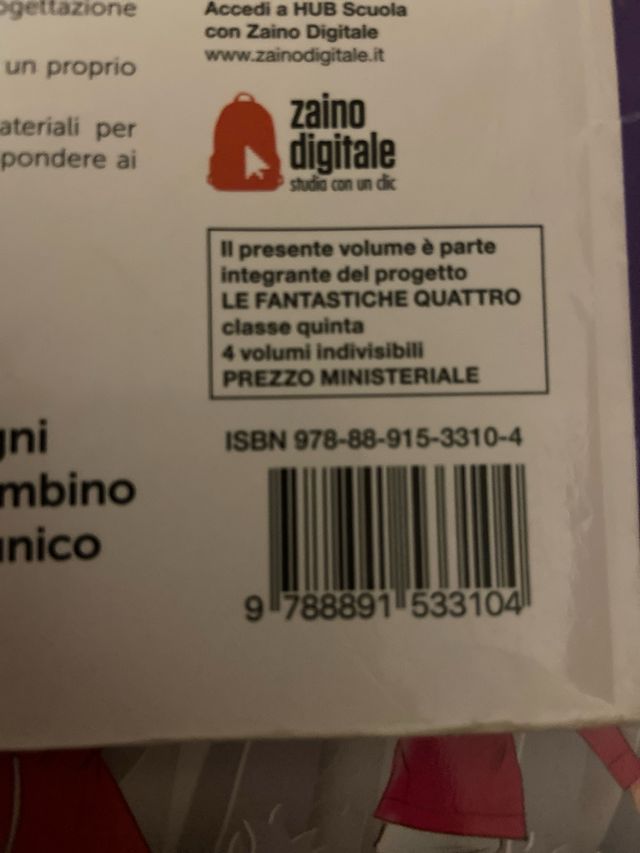 ogettazione
un proprio
ateriali per
pondere ai
gni
mbino
unico
Accedi a HUB Scuola
con Zaino Digitale
www.zainodigitale.it
zaino
digitale
studia con un clic
Il presente volume è parte
integrante del progetto
LE FANTASTICHE QUATTRO
classe quinta
4 volumi indivisibili
PREZZO MINISTERIALE
ISBN 978-88-915-3310-4
9 788891 533104